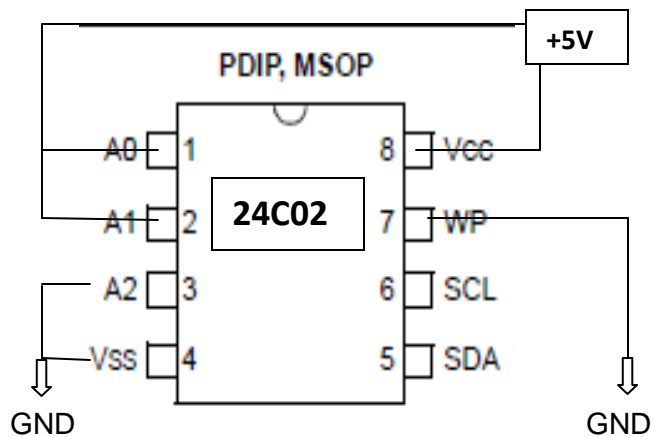 +5V
PDIP, MSOP
A0 1 8 Vcc
A1 2 24C02 7 WP
A2 3 6 SCL
Vss 4 5 SDA
GND GND